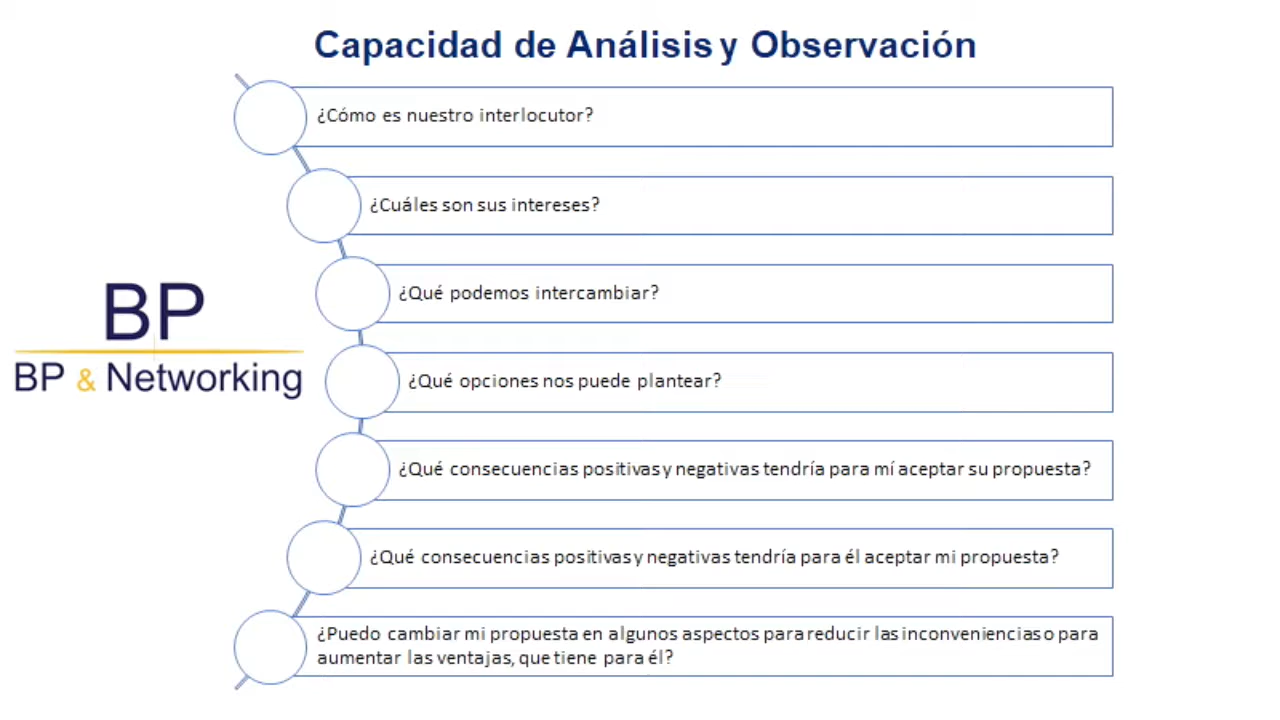 Capacidad de Análisis y Observación
¿Cómo es nuestro interlocutor?
¿Cuáles son sus intereses?
¿Qué podemos intercambiar?
BP
BP & Networking
¿Qué opciones nos puede plantear?
¿Qué consecuencias positivas y negativas tendría para mí aceptar su propuesta?
¿Qué consecuencias positivas y negativas tendría para él aceptar mi propuesta?
¿Puedo cambiar mi propuesta en algunos aspectos para reducir las inconveniencias o para
aumentar las ventajas, que tiene para él?